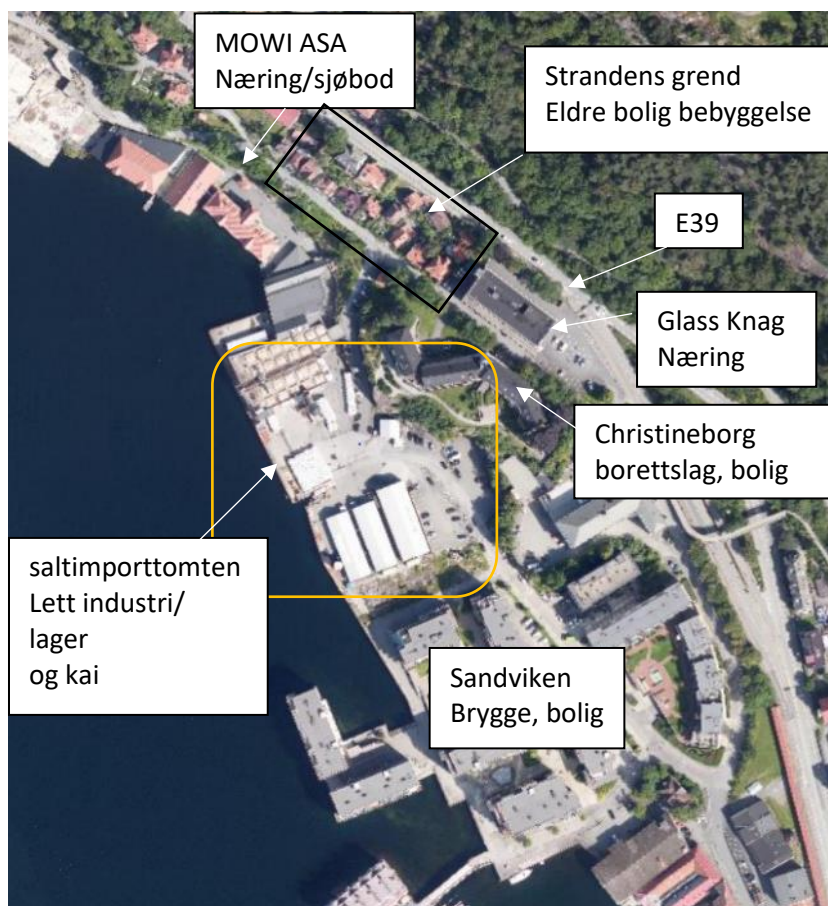 MOWI ASA
Næring/sjøbod
Strandens grend
Eldre bolig bebyggelse
E39
Glass Knag
Næring
Christineborg
borettslag, bolig
saltimporttomten
Lett industri/
lager
og kai
Sandviken
Brygge, bolig